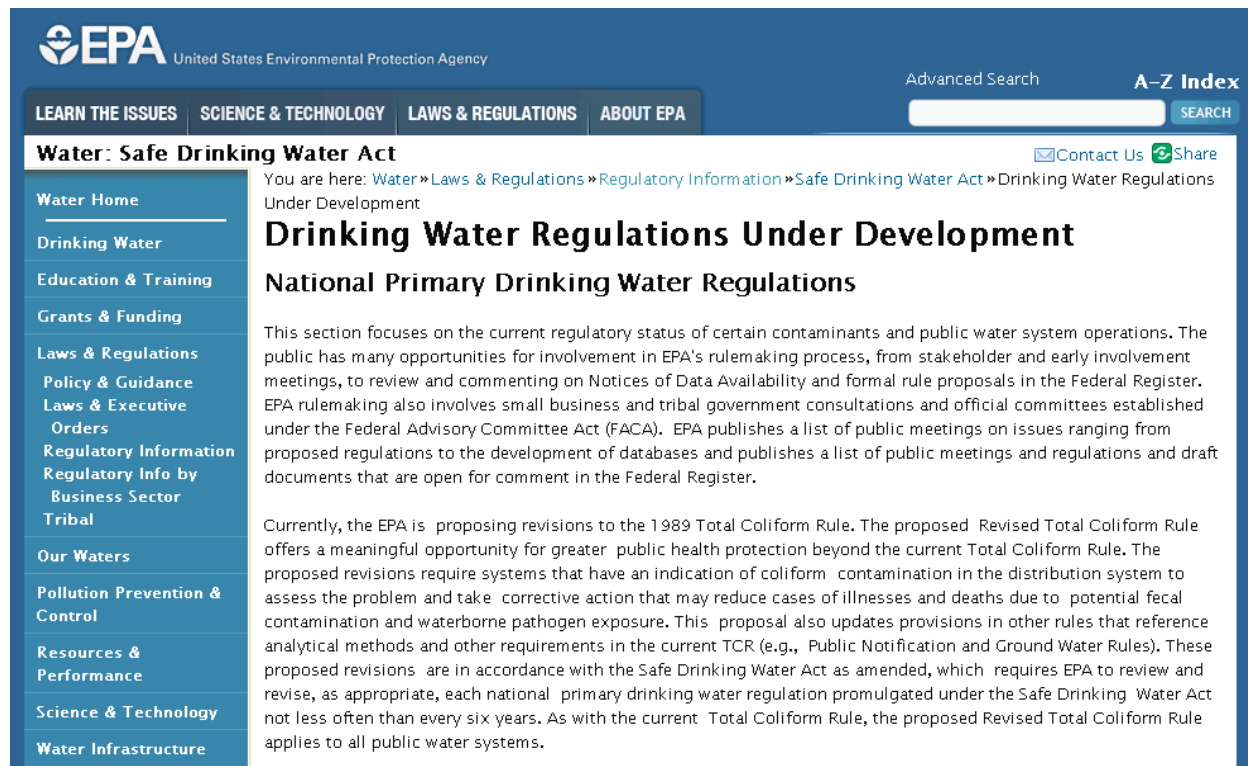 EPA United States Environmental Protection Agency
Advanced Search
A-Z Index
LEARN THE ISSUES SCIENCE & TECHNOLOGY LAWS & REGULATIONS ABOUT EPA
SEARCH
Water: Safe Drinking Water Act
Contact Us Share
Water Home
Drinking Water
Education & Training
Grants & Funding
Laws & Regulations
Policy & Guidance
Laws & Executive
Orders
Regulatory Information
Regulatory Info by
Business Sector
Tribal
Our Waters
Pollution Prevention &
Control
Resources &
Performance
Science & Technology
Water Infrastructure
You are here: Water»Laws & Regulations»Regulatory Information»Safe Drinking Water Act»Drinking Water Regulations
Under Development
Drinking Water Regulations Under Development
National Primary Drinking Water Regulations
This section focuses on the current regulatory status of certain contaminants and public water system operations. The
public has many opportunities for involvement in EPA's rulemaking process, from stakeholder and early involvement
meetings, to review and commenting on Notices of Data Availability and formal rule proposals in the Federal Register.
EPA rulemaking also involves small business and tribal government consultations and official committees established
under the Federal Advisory Committee Act (FACA). EPA publishes a list of public meetings on issues ranging from
proposed regulations to the development of databases and publishes a list of public meetings and regulations and draft
documents that are open for comment in the Federal Register.
Currently, the EPA is proposing revisions to the 1989 Total Coliform Rule. The proposed Revised Total Coliform Rule
offers a meaningful opportunity for greater public health protection beyond the current Total Coliform Rule. The
proposed revisions require systems that have an indication of coliform contamination in the distribution system to
assess the problem and take corrective action that may reduce cases of illnesses and deaths due to potential fecal
contamination and waterborne pathogen exposure. This proposal also updates provisions in other rules that reference
analytical methods and other requirements in the current TCR (e.g., Public Notification and Ground Water Rules). These
proposed revisions are in accordance with the Safe Drinking Water Act as amended, which requires EPA to review and
revise, as appropriate, each national primary drinking water regulation promulgated under the Safe Drinking Water Act
not less often than every six years. As with the current Total Coliform Rule, the proposed Revised Total Coliform Rule
applies to all public water systems.